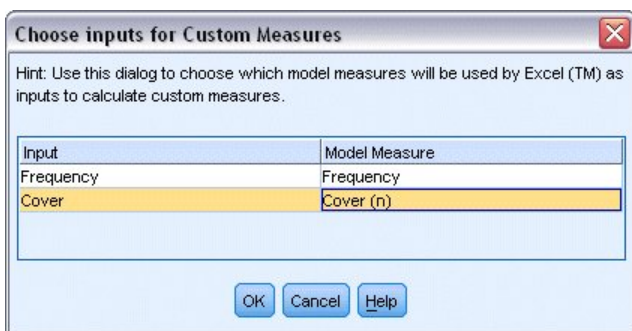 Choose inputs for Custom Measures
Hint: Use this dialog to choose which model measures will be used by Excel (TM) as
inputs to calculate custom measures.
Input Model Measure
Frequency Frequency
Cover Cover (n)
OK Cancel Help